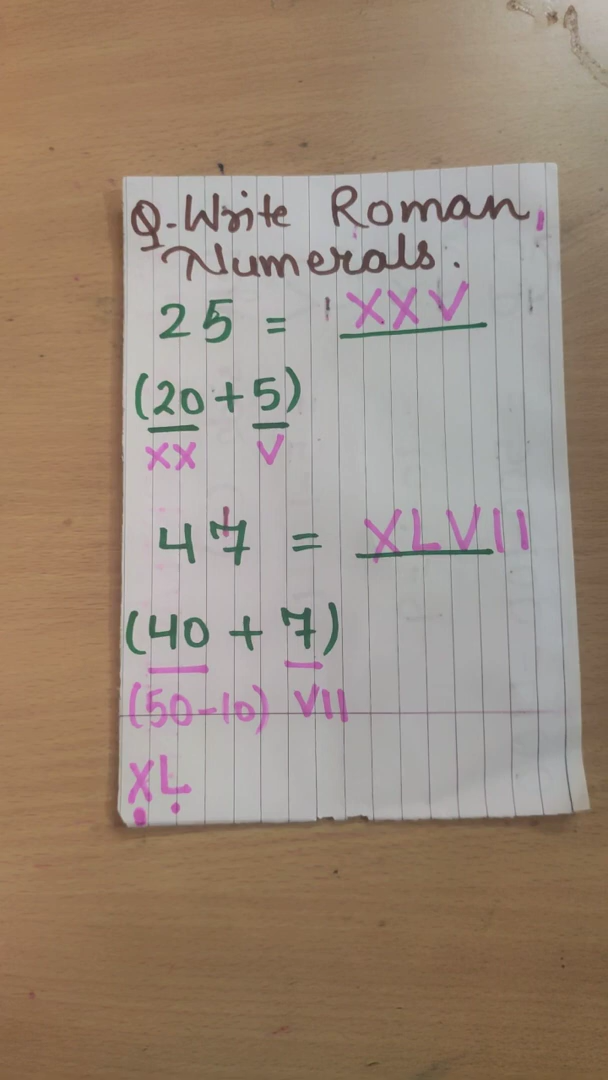 Q. Write Roman
Numerals.
25 = XXV
(20 + 5)
XX V
47 = XLVII
(40 + 7)
(50-10) VII
XL